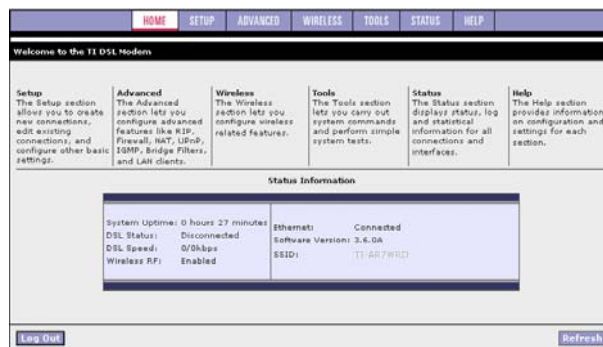 HOME SETUP ADVANCED WIRELESS TOOLS STATUS HELP
Welcome to the TI DSL Modem
Setup
The Setup section
allows you to create
new connections,
edit existing
connections, and
configure other basic
settings.
Advanced
The Advanced
section lets you
configure advanced
features like RIP,
Firewall, NAT, UPnP,
IGMP, Bridge Filters,
and LAN clients.
Wireless
The Wireless
section lets you
configure wireless
related features.
Tools
The Tools section
lets you carry out
system commands
and perform simple
system tests.
Status
The Status section
displays status, log
and statistical
information for all
connections and
interfaces.
Help
The Help section
provides information
on configuration and
settings for each
section.
Status Information
System Uptime: 0 hours 27 minutes
DSL Status: Disconnected
DSL Speed: 0/0kbps
Wireless RF: Enabled
Ethernet: Connected
Software Version: 3.6.0A
SSID: TI-AR7WRD
Log Out
Refresh